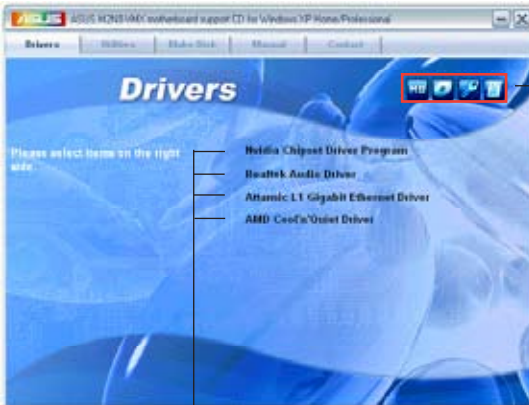 ASUS M2N8-VMX motherboard support CD for Windows XP Home/Professional
Drivers Utilities Make Disk Manual Contact
Drivers
Please select items on the right side.
Nvidia Chipset Driver Program
Realtek Audio Driver
Attansic L1 Gigabit Ethernet Driver
AMD Cool'n'Quiet Driver